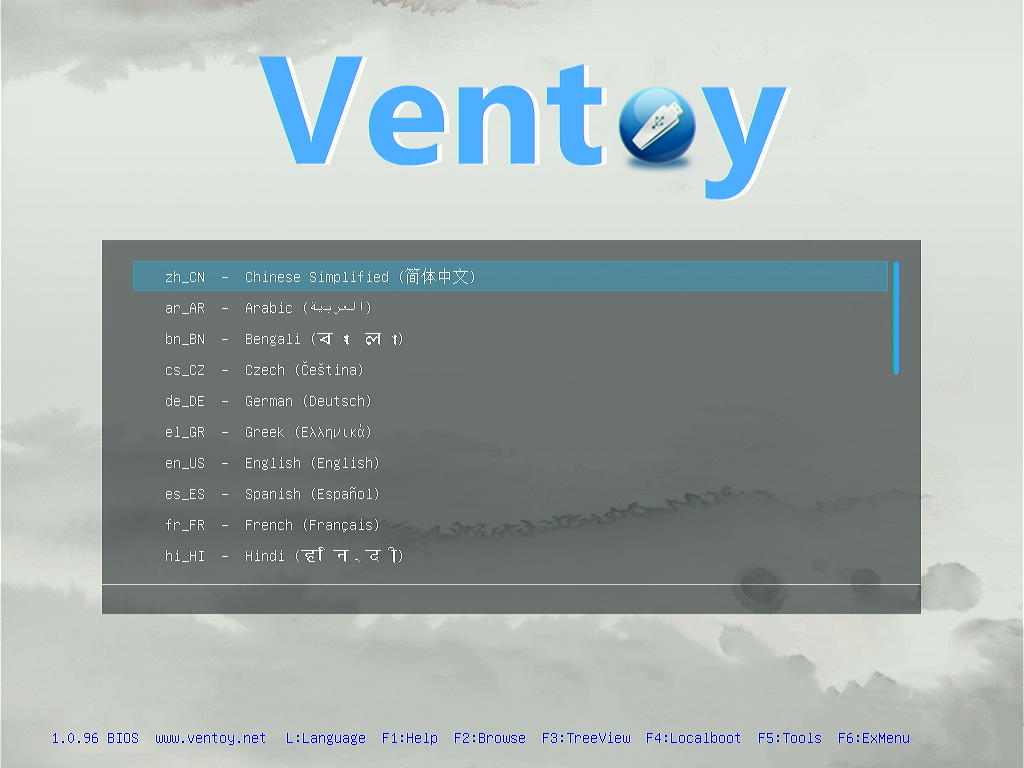 Ventoy
zh_CN - Chinese Simplified (简体中文)
ar_AR - Arabic (العربية)
bn_BN - Bengali (বাংলা)
cs_CZ - Czech (Čeština)
de_DE - German (Deutsch)
el_GR - Greek (Ελληνικά)
en_US - English (English)
es_ES - Spanish (Español)
fr_FR - French (Français)
hi_HI - Hindi (हिन्दी)
1.0.96 BIOS www.ventoy.net L:Language F1:Help F2:Browse F3:TreeView F4:Localboot F5:Tools F6:ExMenu